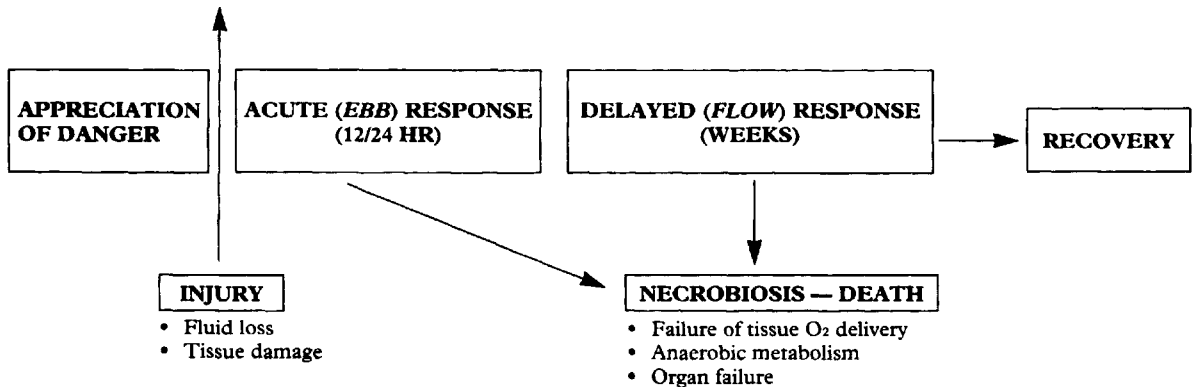 APPRECIATION
OF DANGER
ACUTE (EBB) RESPONSE
(12/24 HR)
DELAYED (FLOW) RESPONSE
(WEEKS)
RECOVERY
INJURY
• Fluid loss
• Tissue damage
NECROBIOSIS — DEATH
• Failure of tissue O₂ delivery
• Anaerobic metabolism
• Organ failure